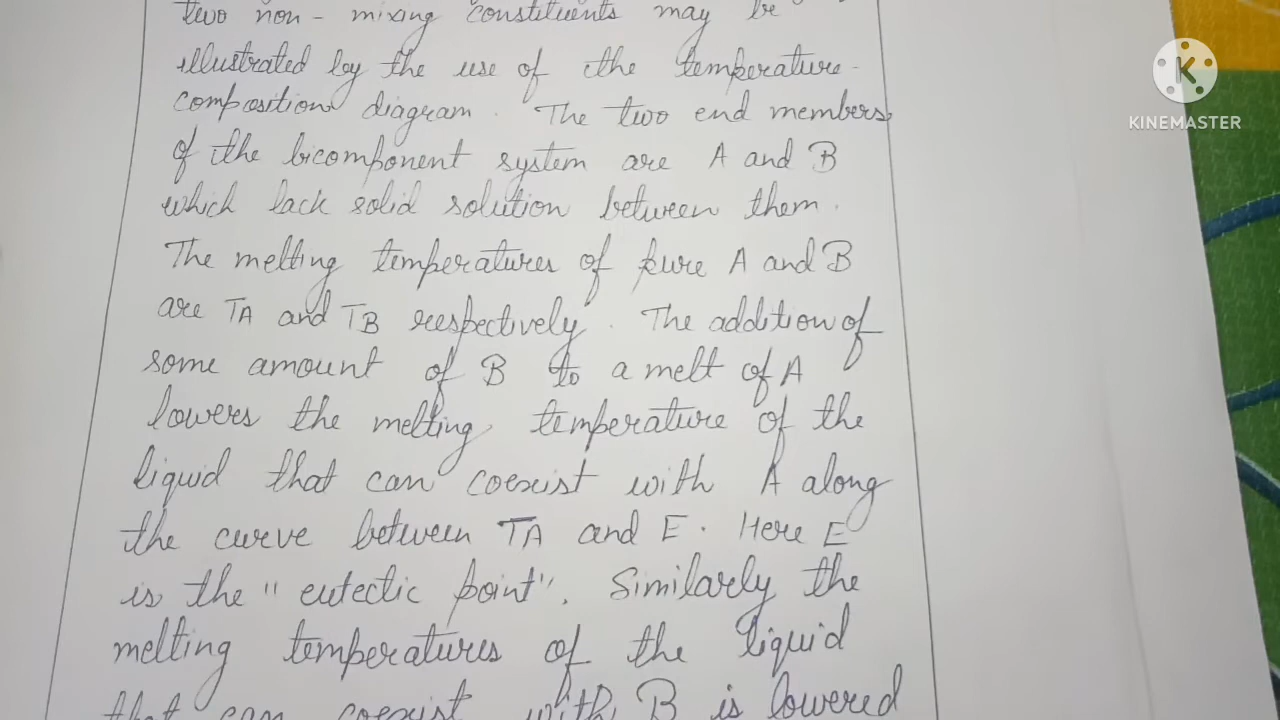 two non-mixing constituents may be
illustrated by the use of the temperature-
composition diagram. The two end members
of the bicomponent system are A and B
which lack solid solution between them.
The melting temperatures of pure A and B
are TA and TB respectively. The addition of
some amount of B to a melt of A
lowers the melting temperature of the
liquid that can coexist with A along
the curve between TA and E. Here E
is the "eutectic point". Similarly the
melting temperatures of the liquid
that can coexist with B is lowered
K
KINEMASTER